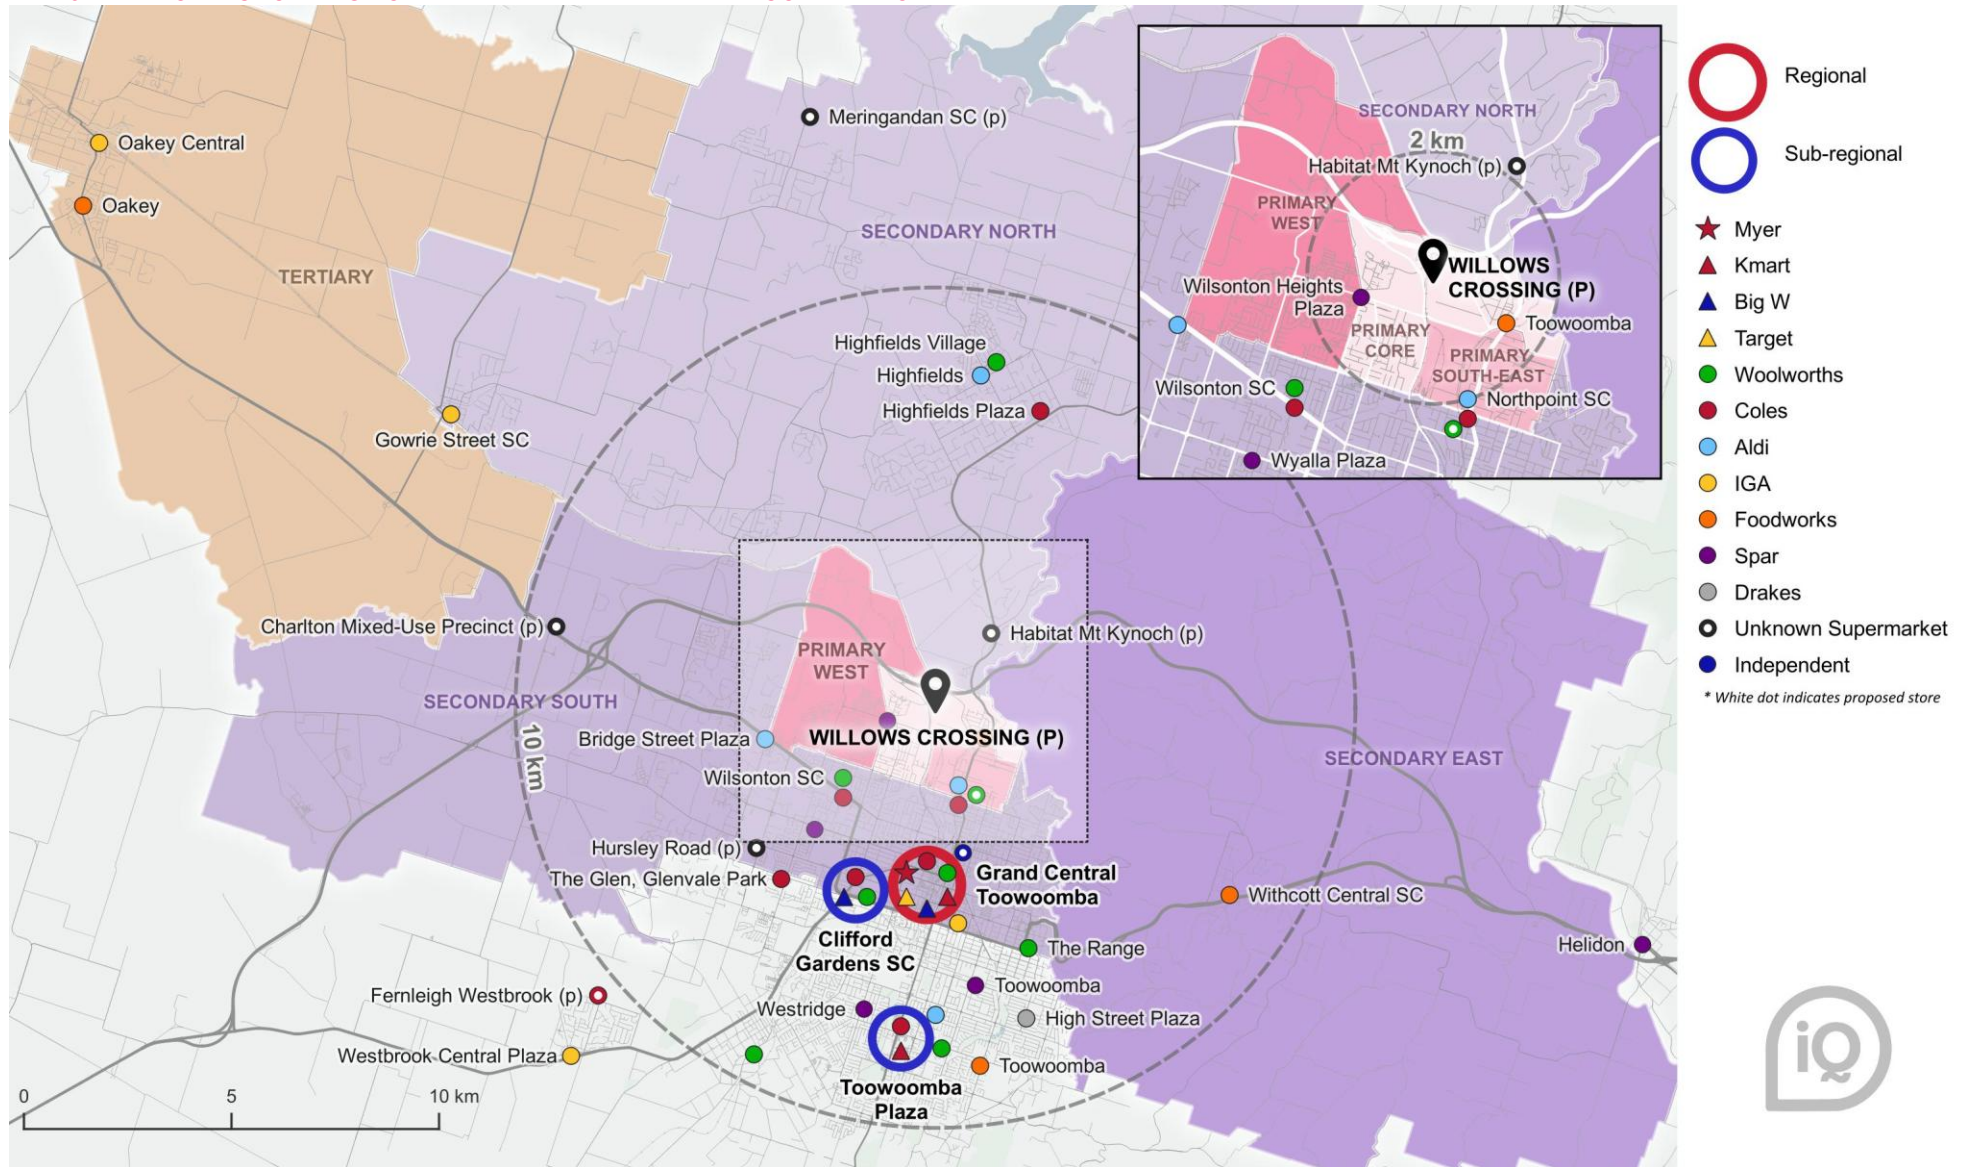 Oakey Central
Oakey
TERTIARY
Gowrie Street SC
Meringandan SC (p)
SECONDARY NORTH
Highfields Village
Highfields
Highfields Plaza
SECONDARY NORTH
2 km
Habitat Mt Kynoch (p)
PRIMARY
WEST
WILLOWS
CROSSING (P)
Wilsonton Heights
Plaza
PRIMARY
CORE
Toowoomba
PRIMARY
SOUTH-EAST
Wilsonton SC
Northpoint SC
Wyalla Plaza
Charlton Mixed-Use Precinct (p)
Habitat Mt Kynoch (p)
PRIMARY
WEST
SECONDARY SOUTH
10 km
Bridge Street Plaza
WILLOWS CROSSING (P)
SECONDARY EAST
Wilsonton SC
Hursley Road (p)
The Glen, Glenvale Park
Grand Central
Toowoomba
Clifford
Gardens SC
The Range
Withcott Central SC
Helidon
Fernleigh Westbrook (p)
Toowoomba
Westridge
High Street Plaza
Westbrook Central Plaza
Toowoomba
Toowoomba
Plaza
0 5 10 km
Regional
Sub-regional
Myer
Kmart
Big W
Target
Woolworths
Coles
Aldi
IGA
Foodworks
Spar
Drakes
Unknown Supermarket
Independent
* White dot indicates proposed store
iQ